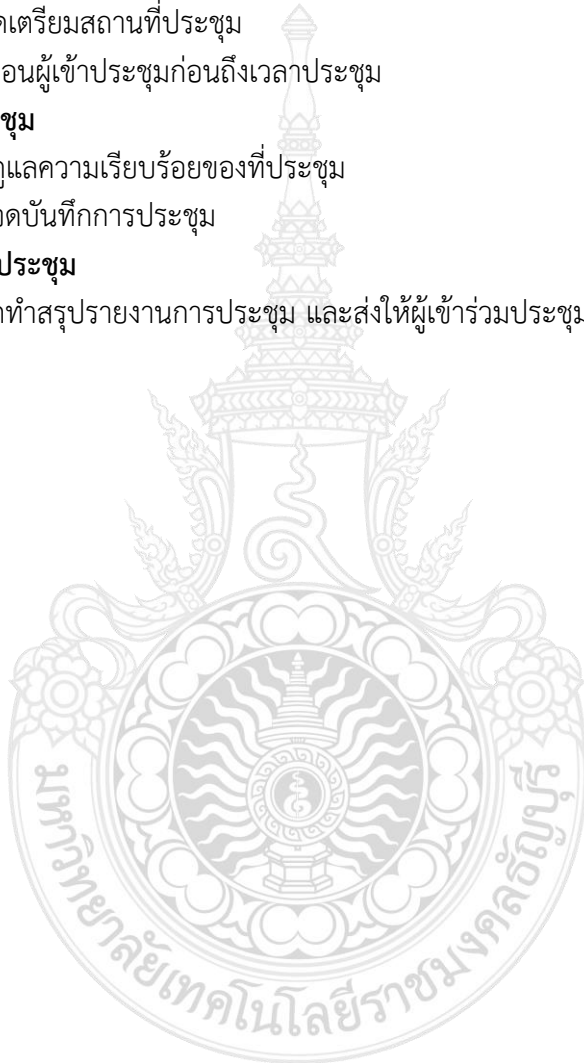 เตรียมสถานที่ประชุม
อนผู้เข้าประชุมก่อนถึงเวลาประชุม
ชุม
ดูแลความเรียบร้อยของที่ประชุม
จดบันทึกการประชุม
ประชุม
ทำสรุปรายงานการประชุม และส่งให้ผู้เข้าร่วมประชุม
มหาวิทยาลัยเทคโนโลยีราชมงคลธัญบุรี